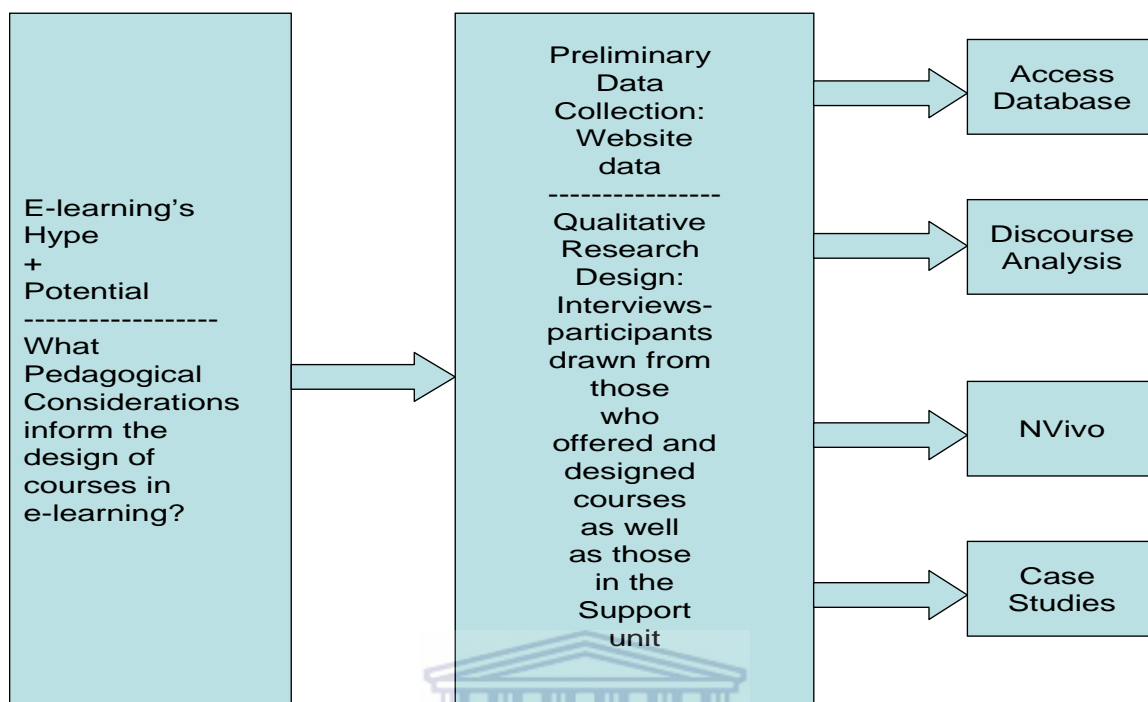 E-learning's
Hype
+
Potential
------------------
What
Pedagogical
Considerations
inform the
design of
courses in
e-learning?
Preliminary
Data
Collection:
Website
data
----------------
Qualitative
Research
Design:
Interviews-
participants
drawn from
those
who
offered and
designed
courses
as well
as those
in the
Support
unit
Access
Database
Discourse
Analysis
NVivo
Case
Studies